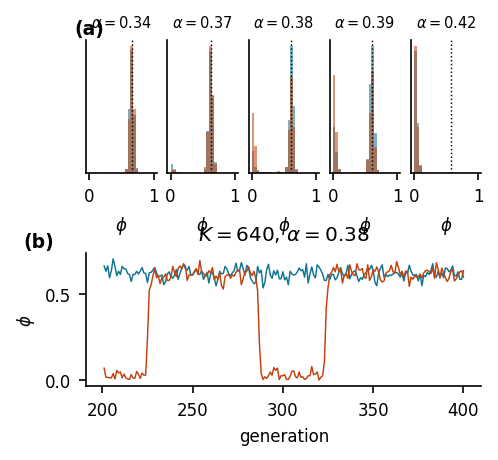 (a)
α = 0.34 α = 0.37 α = 0.38 α = 0.39 α = 0.42
0 1 0 1 0 1 0 1 0 1
ϕ ϕ ϕ ϕ ϕ
(b)
K = 640, α = 0.38
ϕ
0.5
0.0
200 250 300 350 400
generation